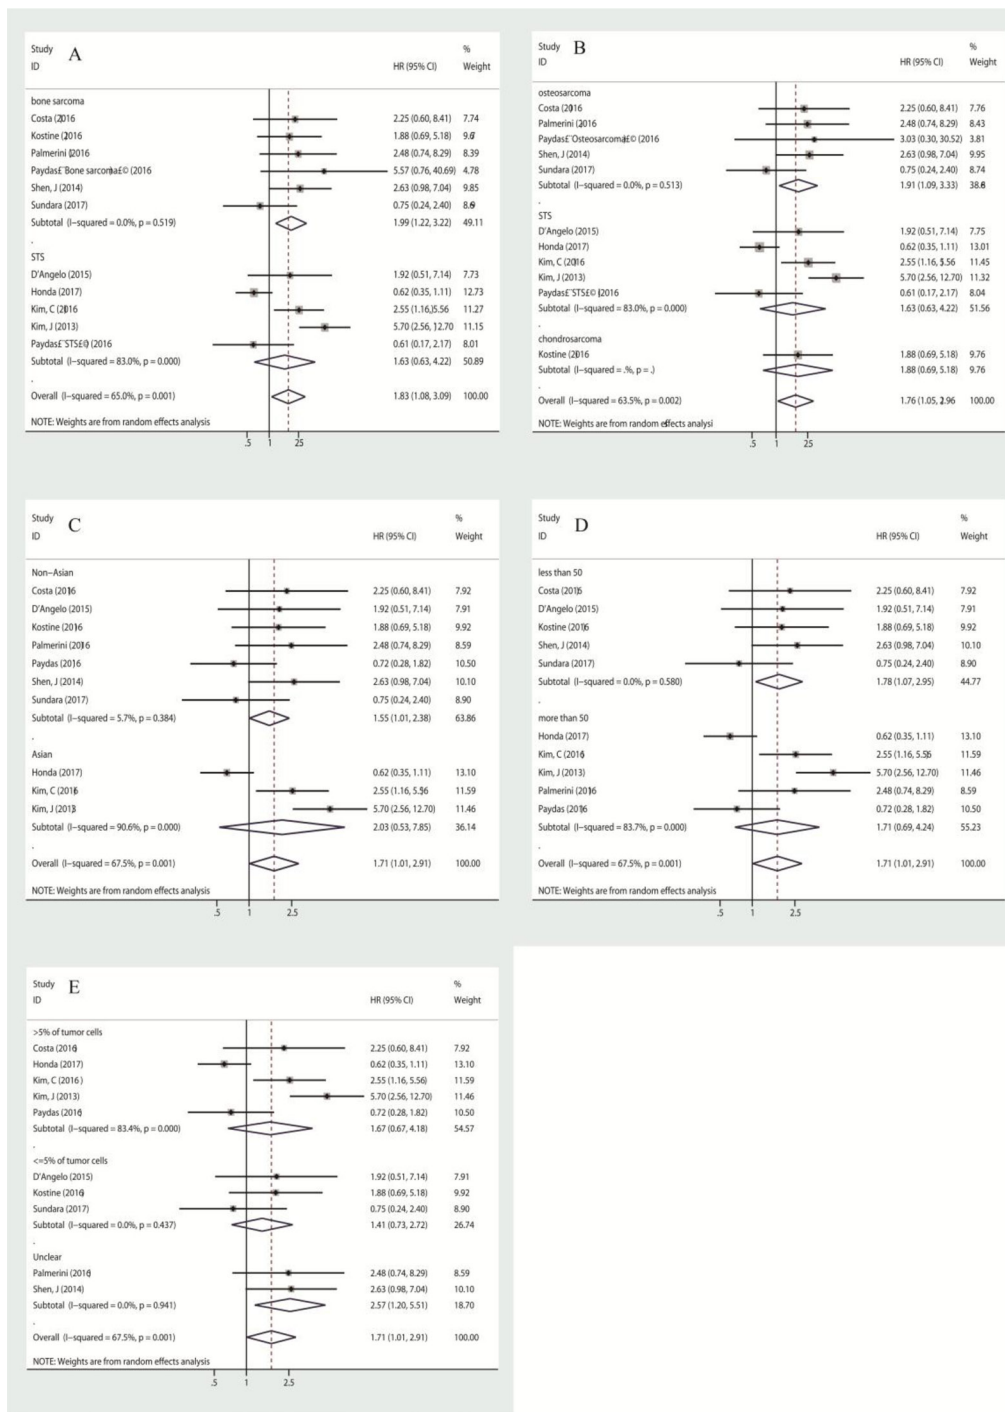 Study A %
ID HR (95% CI) Weight
bone sarcoma
Costa (2016 2.25 (0.60, 8.41) 7.74
Kostine (2016 1.88 (0.69, 5.18)
Palmerini (2016 2.48 (0.74, 8.29) 8.39
Paydas£¨Bone sarcoma£© (2016 5.57 (0.76, 40.69) 4.78
Shen, J (2014) 2.63 (0.98, 7.04) 9.85
Sundara (2017) 0.75 (0.24, 2.40)
Subtotal (I-squared = 0.0%, p = 0.519) 1.99 (1.22, 3.22) 49.11
.
STS
D'Angelo (2015) 1.92 (0.51, 7.14) 7.73
Honda (2017) 0.62 (0.35, 1.11) 12.73
Kim, C (2016 2.55 (1.16, 5.56 11.27
Kim, J (2013) 5.70 (2.56, 12.70 11.15
Paydas£¨STS£© (2016 0.61 (0.17, 2.17) 8.01
Subtotal (I-squared = 83.0%, p = 0.000) 1.63 (0.63, 4.22) 50.89
.
Overall (I-squared = 65.0%, p = 0.001) 1.83 (1.08, 3.09) 100.00
NOTE: Weights are from random effects analysis
.5 1 25
Study B %
ID HR (95% CI) Weight
osteosarcoma
Costa (2016 2.25 (0.60, 8.41) 7.76
Palmerini (2016 2.48 (0.74, 8.29) 8.43
Paydas£¨Osteosarcoma£© (2016 3.03 (0.30, 30.52) 3.81
Shen, J (2014) 2.63 (0.98, 7.04) 9.95
Sundara (2017) 0.75 (0.24, 2.40) 8.74
Subtotal (I-squared = 0.0%, p = 0.513) 1.91 (1.09, 3.33)
STS
D'Angelo (2015) 1.92 (0.51, 7.14) 7.75
Honda (2017) 0.62 (0.35, 1.11) 13.01
Kim, C (2016 2.55 (1.16, 5.56 11.45
Kim, J (2013) 5.70 (2.56, 12.70) 11.32
Paydas£¨STS£© (2016 0.61 (0.17, 2.17) 8.04
Subtotal (I-squared = 83.0%, p = 0.000) 1.63 (0.63, 4.22) 51.56
.
chondrosarcoma
Kostine (2016 1.88 (0.69, 5.18) 9.76
Subtotal (I-squared = .%, p = .) 1.88 (0.69, 5.18) 9.76
.
Overall (I-squared = 63.5%, p = 0.002) 1.76 (1.05, 2.96 100.00
NOTE: Weights are from random effects analysi
.5 1 25
Study C %
ID HR (95% CI) Weight
Non-Asian
Costa (2016 2.25 (0.60, 8.41) 7.92
D'Angelo (2015) 1.92 (0.51, 7.14) 7.91
Kostine (2016 1.88 (0.69, 5.18) 9.92
Palmerini (2016 2.48 (0.74, 8.29) 8.59
Paydas (2016 0.72 (0.28, 1.82) 10.50
Shen, J (2014) 2.63 (0.98, 7.04) 10.10
Sundara (2017) 0.75 (0.24, 2.40) 8.90
Subtotal (I-squared = 5.7%, p = 0.384) 1.55 (1.01, 2.38) 63.86
.
Asian
Honda (2017) 0.62 (0.35, 1.11) 13.10
Kim, C (2016 2.55 (1.16, 5.56 11.59
Kim, J (2013 5.70 (2.56, 12.70) 11.46
Subtotal (I-squared = 90.6%, p = 0.000) 2.03 (0.53, 7.85) 36.14
.
Overall (I-squared = 67.5%, p = 0.001) 1.71 (1.01, 2.91) 100.00
NOTE: Weights are from random effects analysis
.5 1 2.5
Study D %
ID HR (95% CI) Weight
less than 50
Costa (2016 2.25 (0.60, 8.41) 7.92
D'Angelo (2015) 1.92 (0.51, 7.14) 7.91
Kostine (2016 1.88 (0.69, 5.18) 9.92
Shen, J (2014) 2.63 (0.98, 7.04) 10.10
Sundara (2017) 0.75 (0.24, 2.40) 8.90
Subtotal (I-squared = 0.0%, p = 0.580) 1.78 (1.07, 2.95) 44.77
.
more than 50
Honda (2017) 0.62 (0.35, 1.11) 13.10
Kim, C (2016 2.55 (1.16, 5.56 11.59
Kim, J (2013) 5.70 (2.56, 12.70) 11.46
Palmerini (2016 2.48 (0.74, 8.29) 8.59
Paydas (2016 0.72 (0.28, 1.82) 10.50
Subtotal (I-squared = 83.7%, p = 0.000) 1.71 (0.69, 4.24) 55.23
.
Overall (I-squared = 67.5%, p = 0.001) 1.71 (1.01, 2.91) 100.00
NOTE: Weights are from random effects analysis
.5 1 2.5
Study E %
ID HR (95% CI) Weight
>5% of tumor cells
Costa (2016 2.25 (0.60, 8.41) 7.92
Honda (2017) 0.62 (0.35, 1.11) 13.10
Kim, C (2016 ) 2.55 (1.16, 5.56) 11.59
Kim, J (2013) 5.70 (2.56, 12.70) 11.46
Paydas (2016 0.72 (0.28, 1.82) 10.50
Subtotal (I-squared = 83.4%, p = 0.000) 1.67 (0.67, 4.18) 54.57
.
<=5% of tumor cells
D'Angelo (2015) 1.92 (0.51, 7.14) 7.91
Kostine (2016 1.88 (0.69, 5.18) 9.92
Sundara (2017) 0.75 (0.24, 2.40) 8.90
Subtotal (I-squared = 0.0%, p = 0.437) 1.41 (0.73, 2.72) 26.74
.
Unclear
Palmerini (2016 2.48 (0.74, 8.29) 8.59
Shen, J (2014) 2.63 (0.98, 7.04) 10.10
Subtotal (I-squared = 0.0%, p = 0.941) 2.57 (1.20, 5.51) 18.70
.
Overall (I-squared = 67.5%, p = 0.001) 1.71 (1.01, 2.91) 100.00
NOTE: Weights are from random effects analysis
.5 1 2.5